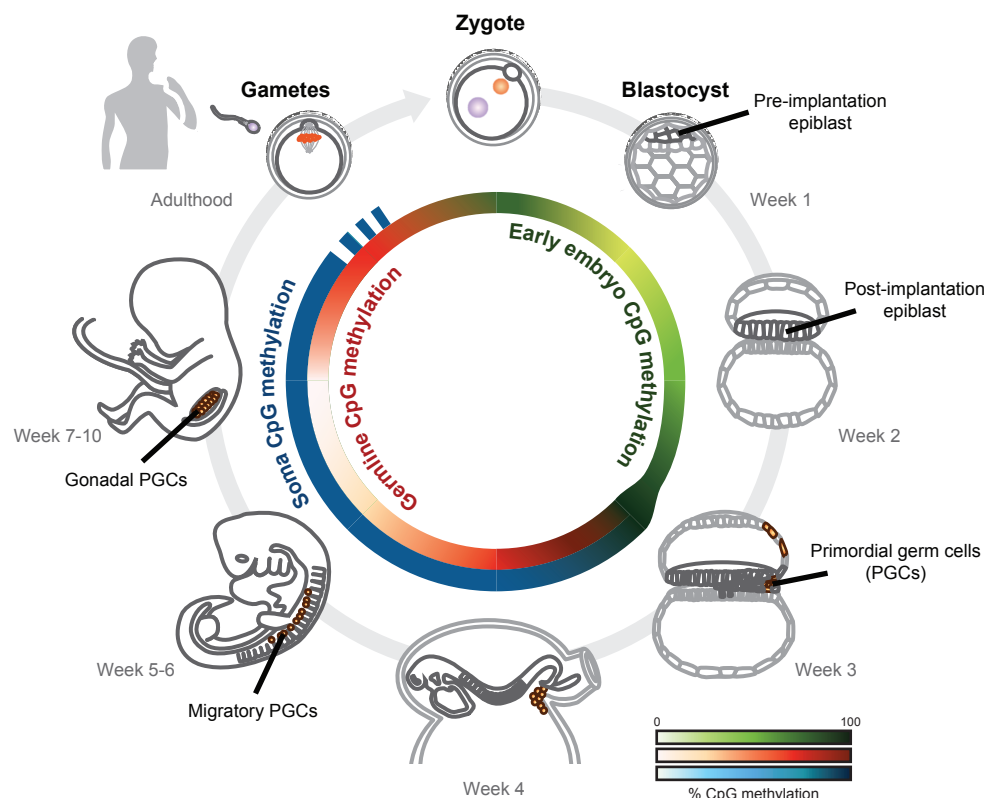 Zygote
Gametes
Blastocyst
Pre-implantation
epiblast
Adulthood
Week 1
Early embryo CpG methylation
Soma CpG methylation
Germline CpG methylation
Post-implantation
epiblast
Week 7-10
Week 2
Gonadal PGCs
Primordial germ cells
(PGCs)
Week 5-6
Week 3
Migratory PGCs
0
100
Week 4
% CpG methylation